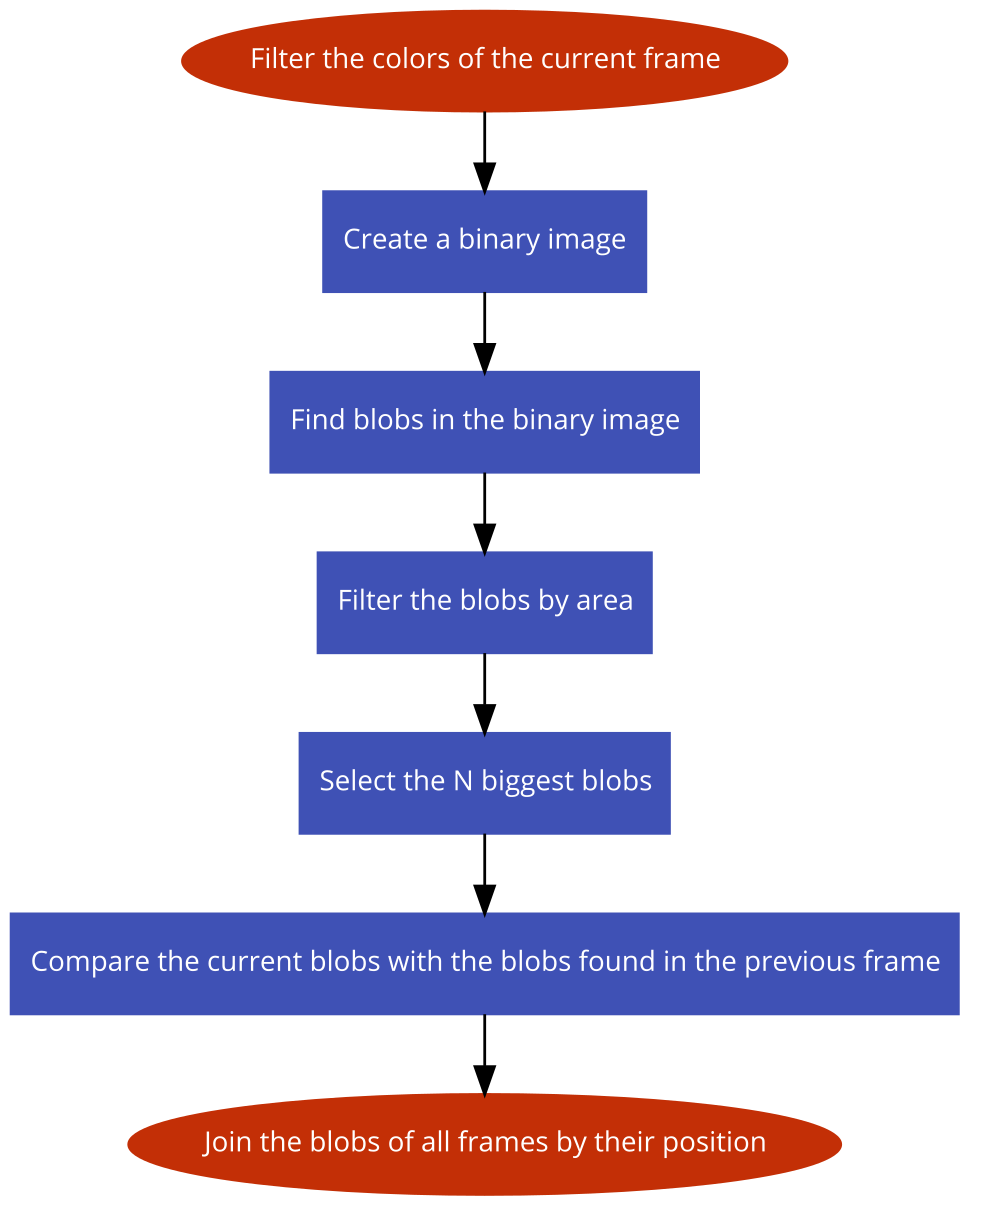 Filter the colors of the current frame
Create a binary image
Find blobs in the binary image
Filter the blobs by area
Select the N biggest blobs
Compare the current blobs with the blobs found in the previous frame
Join the blobs of all frames by their position